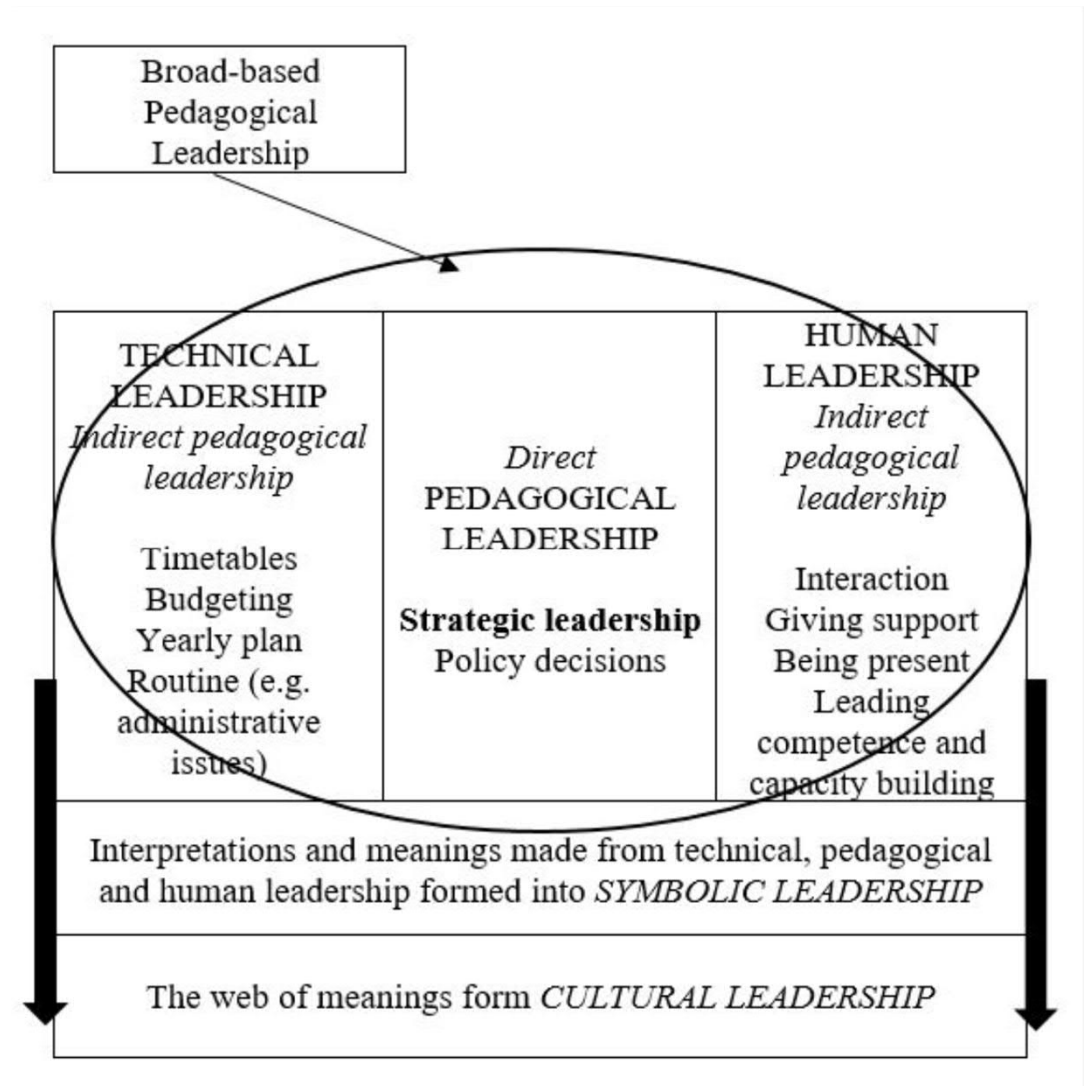 Broad-based
Pedagogical
Leadership
TECHNICAL
LEADERSHIP
Indirect pedagogical
leadership
Timetables
Budgeting
Yearly plan
Routine (e.g.
administrative
issues)
Direct
PEDAGOGICAL
LEADERSHIP
Strategic leadership
Policy decisions
HUMAN
LEADERSHIP
Indirect
pedagogical
leadership
Interaction
Giving support
Being present
Leading
competence and
capacity building
Interpretations and meanings made from technical, pedagogical
and human leadership formed into SYMBOLIC LEADERSHIP
The web of meanings form CULTURAL LEADERSHIP